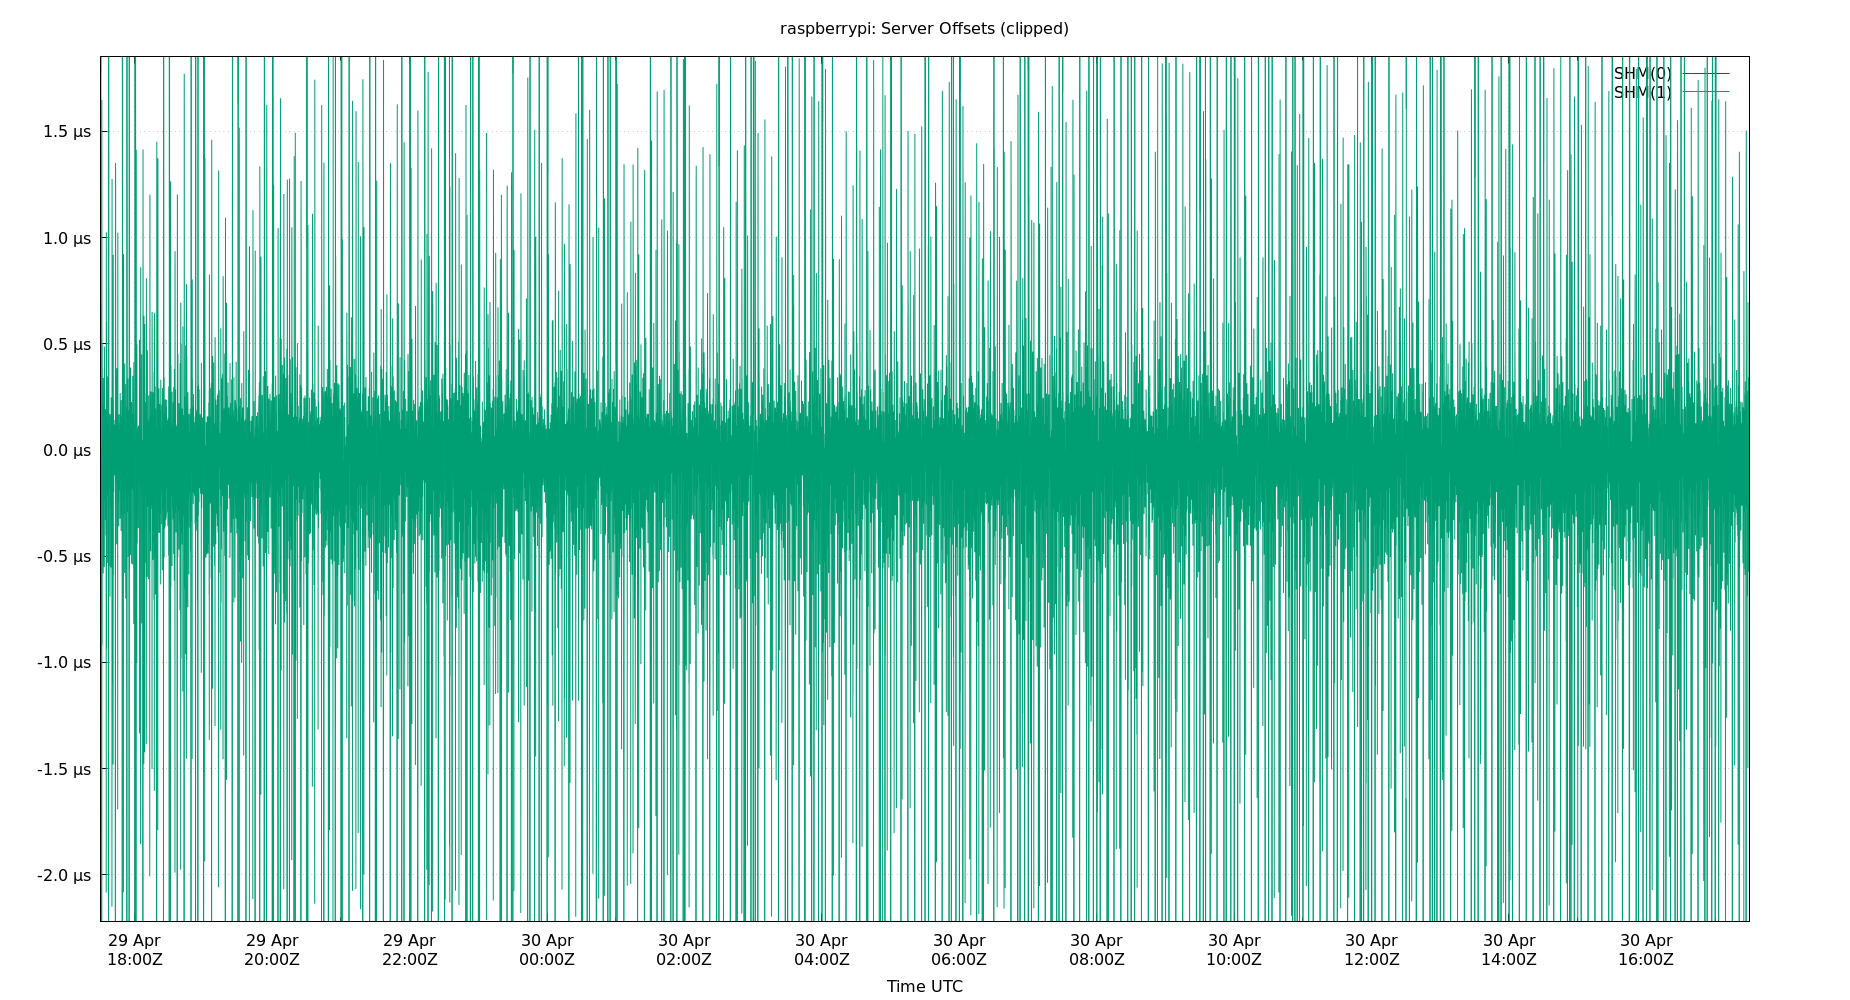 raspberrypi: Server Offsets (clipped)
SHM(0)
SHM(1)
1.5 µs
1.0 µs
0.5 µs
0.0 µs
-0.5 µs
-1.0 µs
-1.5 µs
-2.0 µs
29 Apr 29 Apr 29 Apr 30 Apr 30 Apr 30 Apr 30 Apr 30 Apr 30 Apr 30 Apr 30 Apr 30 Apr
18:00Z 20:00Z 22:00Z 00:00Z 02:00Z 04:00Z 06:00Z 08:00Z 10:00Z 12:00Z 14:00Z 16:00Z
Time UTC